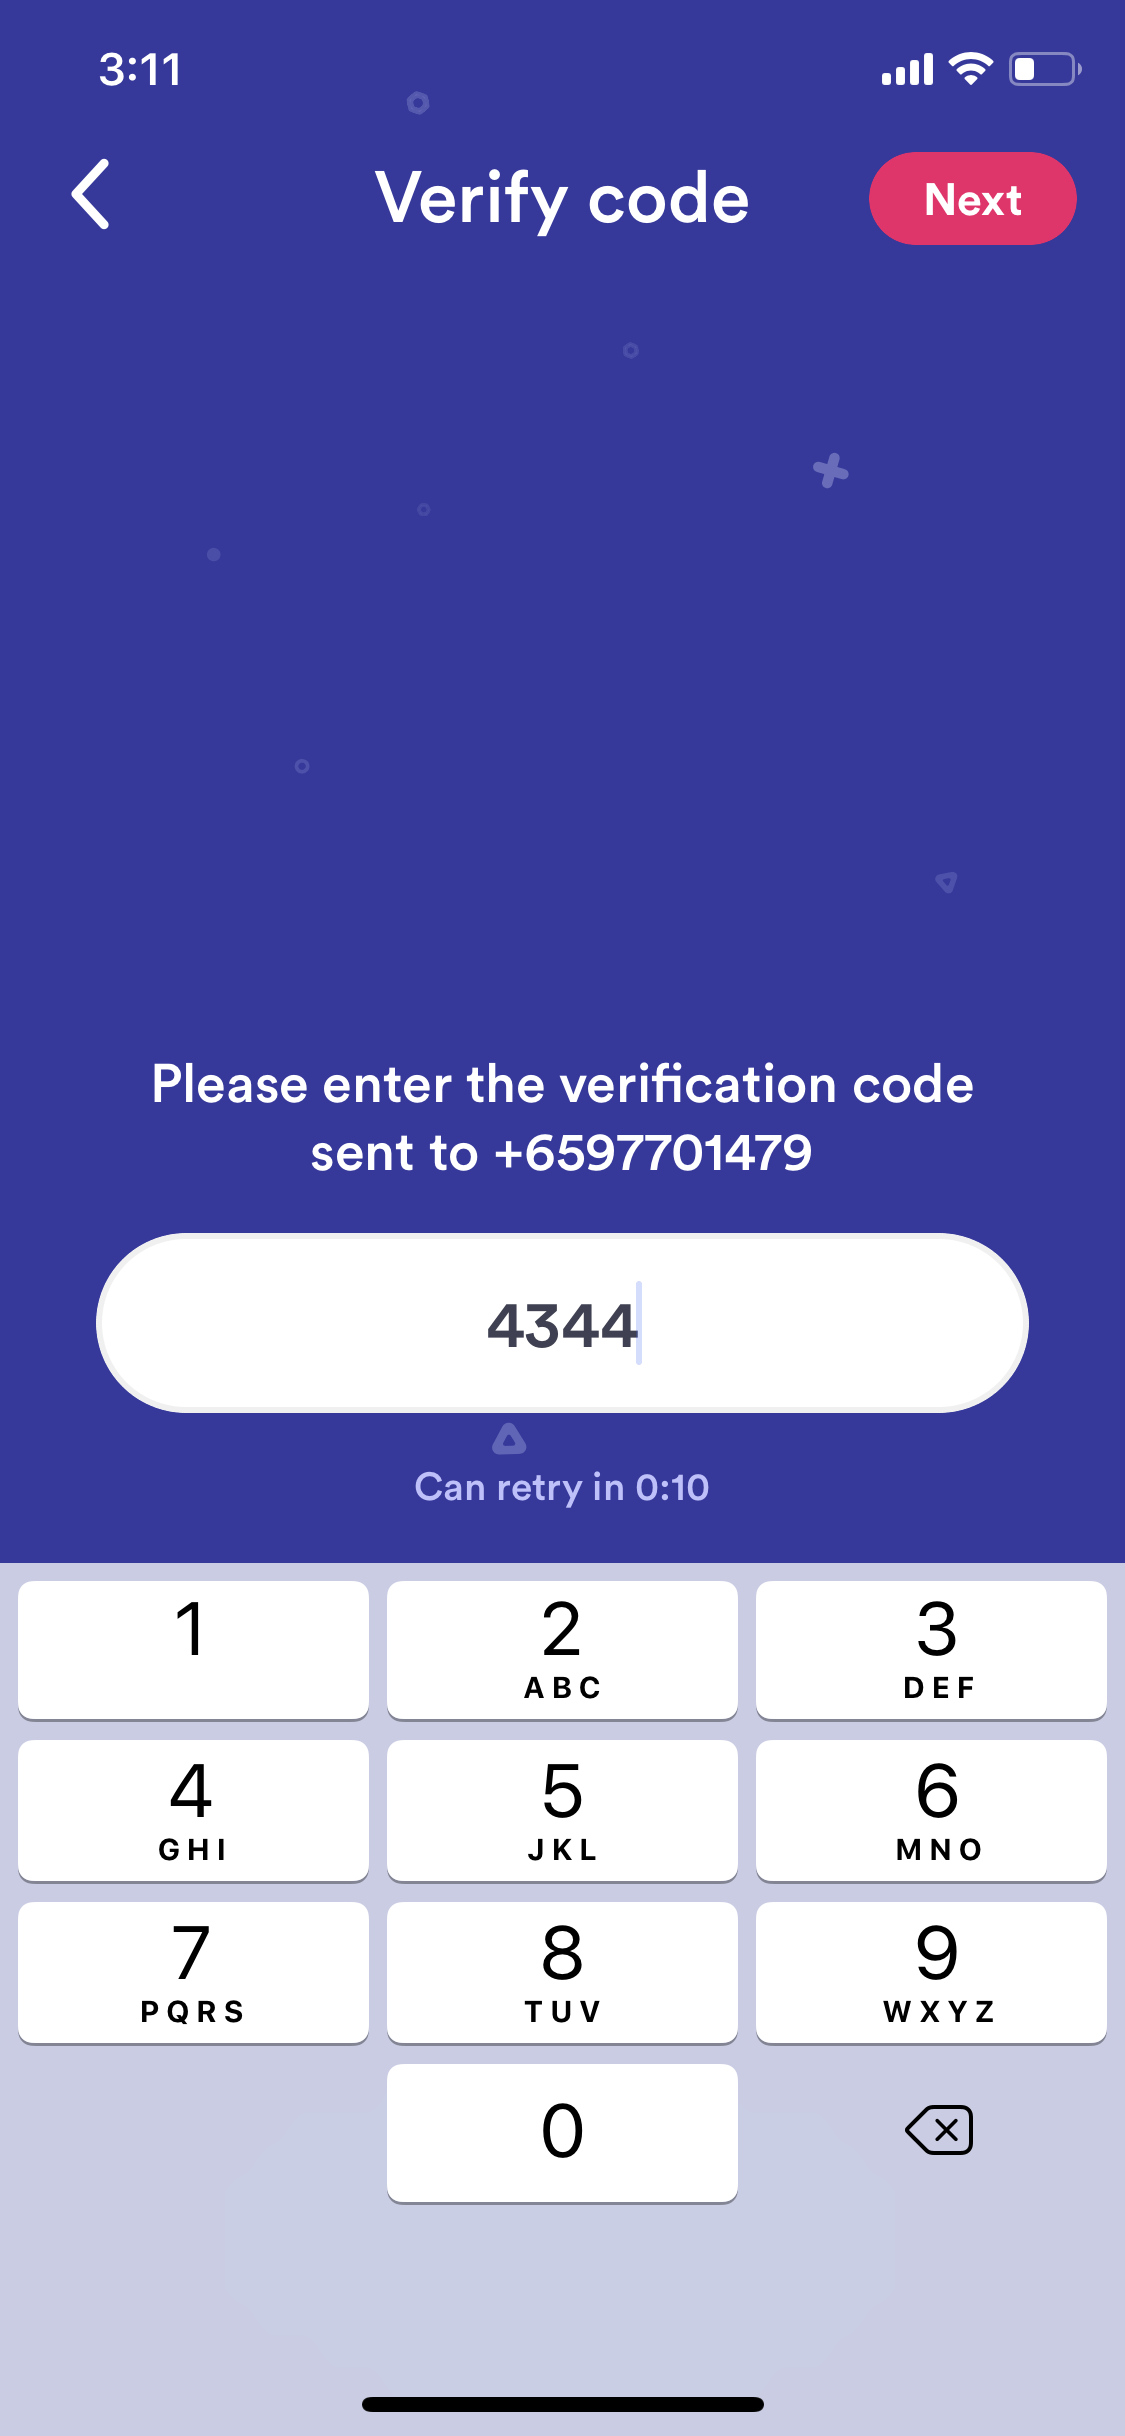 3:11
Verify code
Next
Please enter the verification code
sent to +6597701479
4344
Can retry in 0:10
1
2
ABC
3
DEF
4
GHI
5
JKL
6
MNO
7
PQRS
8
TUV
9
WXYZ
0